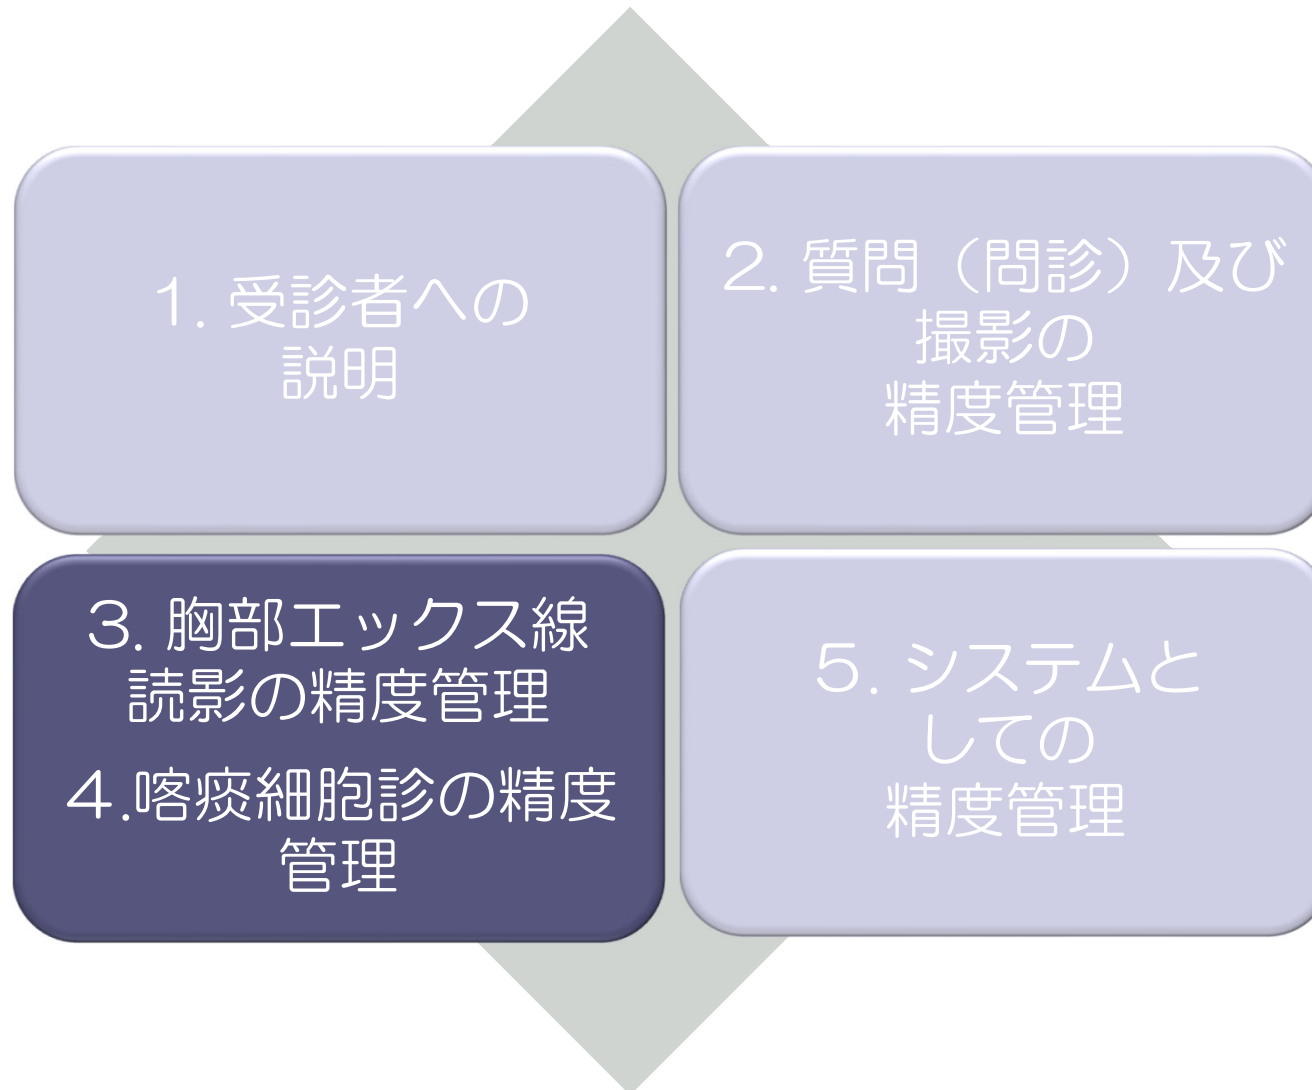 １. 受診者への
説明
２. 質問（問診）及び
撮影の
精度管理
３. 胸部エックス線
読影の精度管理
４.喀痰細胞診の精度
管理
５. システムと
しての
精度管理